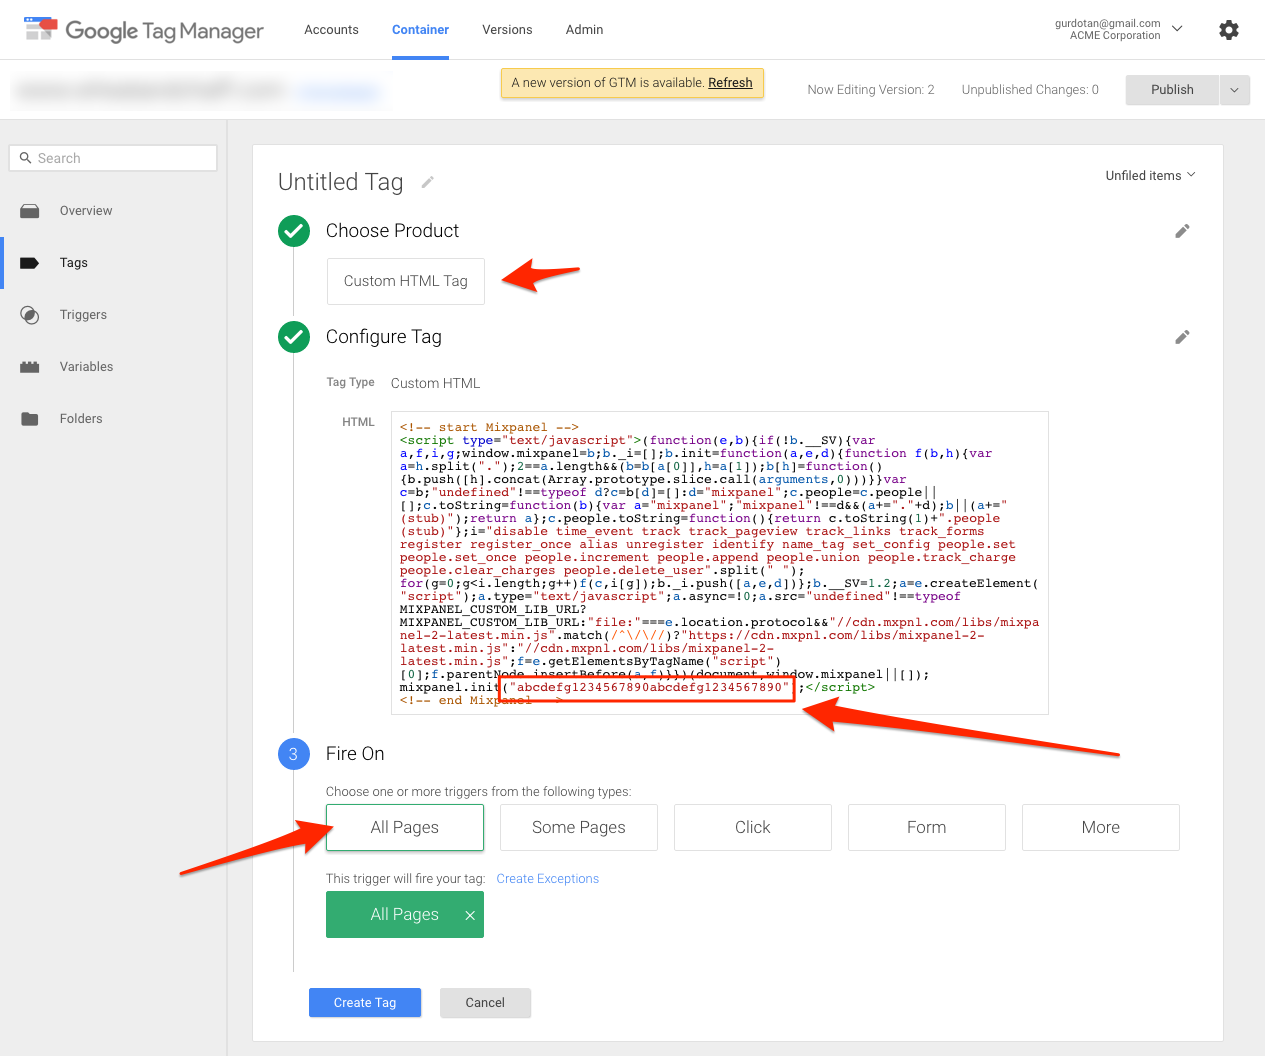 Google Tag Manager
Accounts
Container
Versions
Admin
gurdotan@gmail.com
ACME Corporation
A new version of GTM is available. Refresh
Now Editing Version: 2
Unpublished Changes: 0
Publish
Search
Overview
Tags
Triggers
Variables
Folders
Untitled Tag
Unfiled items
Choose Product
Custom HTML Tag
Configure Tag
Tag Type Custom HTML
HTML
<!-- start Mixpanel -->
<script type="text/javascript">(function(e,b){if(!b.__SV){var
a,f,i,g;window.mixpanel=b;b._i=[];b.init=function(a,e,d){function f(b,h){var
a=h.split(".");2==a.length&&(b=b[a[0]],h=a[1]);b[h]=function()
{b.push([h].concat(Array.prototype.slice.call(arguments,0)))}}var
c=b;"undefined"!==typeof d?c=b[d]=[]:d="mixpanel";c.people=c.people||
[];c.toString=function(b){var a="mixpanel";"mixpanel"!==d&&(a+="."+d);b||(a+="
(stub)");return a};c.people.toString=function(){return c.toString(1)+".people
(stub)"};i="disable time_event track track_pageview track_links track_forms
register register_once alias unregister identify name_tag set_config people.set
people.set_once people.increment people.append people.union people.track_charge
people.clear_charges people.delete_user".split(" ");
for(g=0;g<i.length;g++)f(c,i[g]);b._i.push([a,e,d])};b.__SV=1.2;a=e.createElement(
"script");a.type="text/javascript";a.async=!0;a.src="undefined"!==typeof
MIXPANEL_CUSTOM_LIB_URL?
MIXPANEL_CUSTOM_LIB_URL:"file:"===e.location.protocol&&"//cdn.mxpnl.com/libs/mixpa
nel-2-latest.min.js".match(/^\/\//)?"https://cdn.mxpnl.com/libs/mixpanel-2-
latest.min.js":"//cdn.mxpnl.com/libs/mixpanel-2-
latest.min.js";f=e.getElementsByTagName("script")
[0];f.parentNode.insertBefore(a,f)}})(document,window.mixpanel||[]);
mixpanel.init("abcdefg1234567890abcdefg1234567890");</script>
<!-- end Mixpanel -->
3
Fire On
Choose one or more triggers from the following types:
All Pages
Some Pages
Click
Form
More
This trigger will fire your tag: Create Exceptions
All Pages ×
Create Tag
Cancel